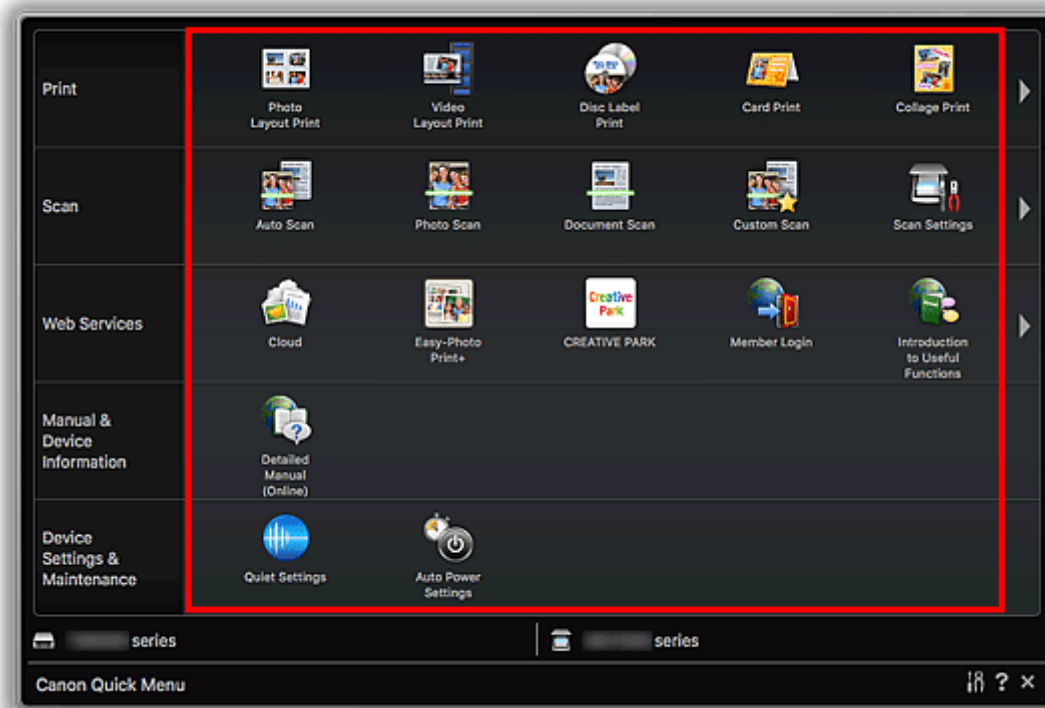 Print
Photo
Layout Print
Video
Layout Print
Disc Label
Print
Card Print
Collage Print
Scan
Auto Scan
Photo Scan
Document Scan
Custom Scan
Scan Settings
Web Services
Cloud
Easy-Photo
Print+
Creative
Park
CREATIVE PARK
Member Login
Introduction
to Useful
Functions
Manual &
Device
Information
Detailed
Manual
(Online)
Device
Settings &
Maintenance
Quiet Settings
Auto Power
Settings
series
series
Canon Quick Menu
?